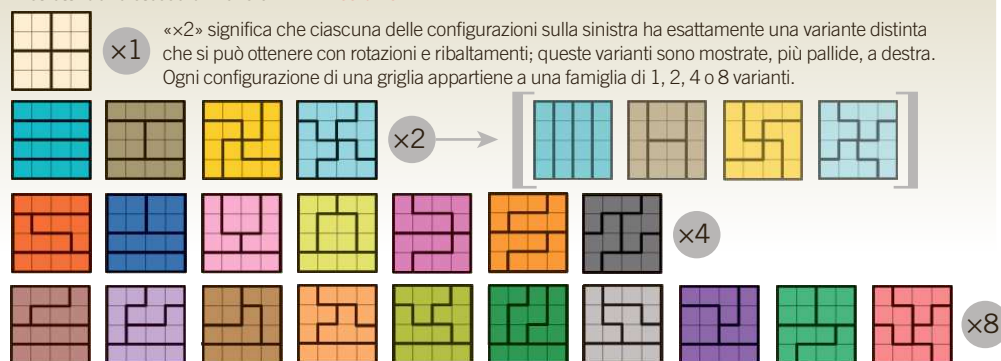 ×1
«×2» significa che ciascuna delle configurazioni sulla sinistra ha esattamente una variante distinta
che si può ottenere con rotazioni e ribaltamenti; queste varianti sono mostrate, più pallide, a destra.
Ogni configurazione di una griglia appartiene a una famiglia di 1, 2, 4 o 8 varianti.
×2
×4
×8